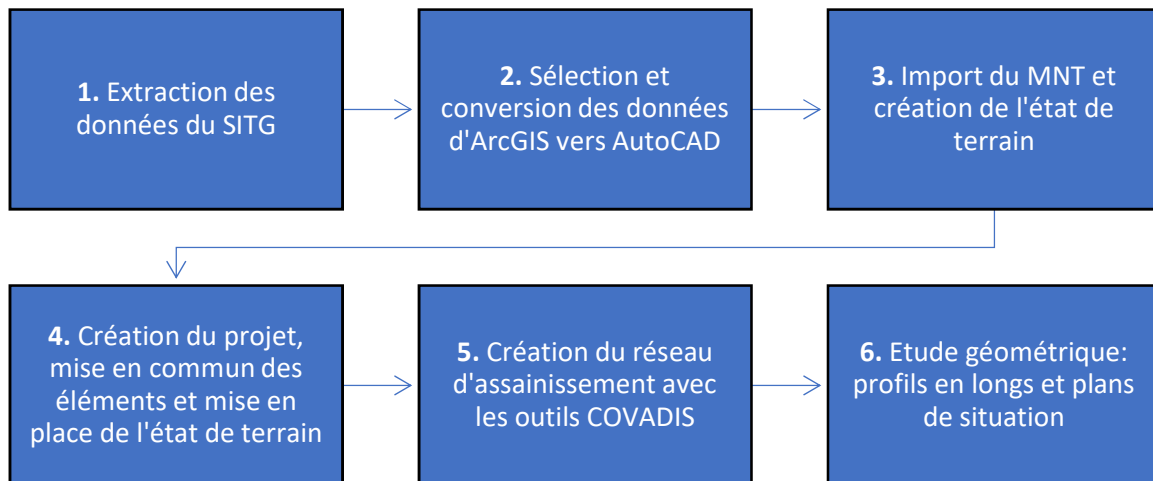 1. Extraction des
données du SITG
2. Sélection et
conversion des données
d'ArcGIS vers AutoCAD
3. Import du MNT et
création de l'état de
terrain
4. Création du projet,
mise en commun des
éléments et mise en
place de l'état de terrain
5. Création du réseau
d'assainissement avec
les outils COVADIS
6. Etude géométrique:
profils en longs et plans
de situation